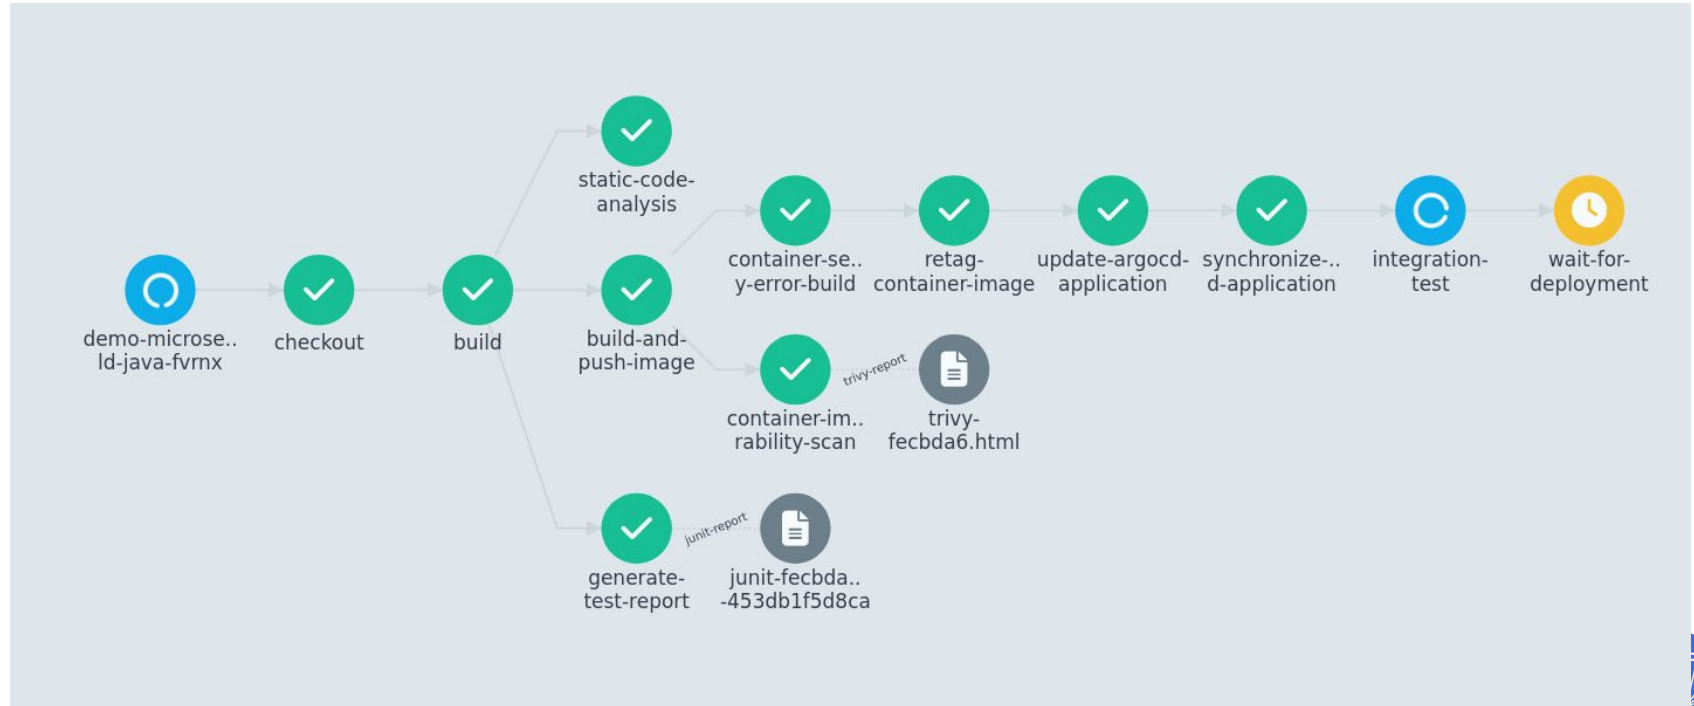 static-code-
analysis
container-se..
y-error-build
retag-
container-image
update-argocd-
application
synchronize-..
d-application
integration-
test
wait-for-
deployment
demo-microse..
ld-java-fvrnx
checkout
build
build-and-
push-image
trivy-report
container-im..
rability-scan
trivy-
fecbda6.html
junit-report
generate-
test-report
junit-fecbda..
-453db1f5d8ca